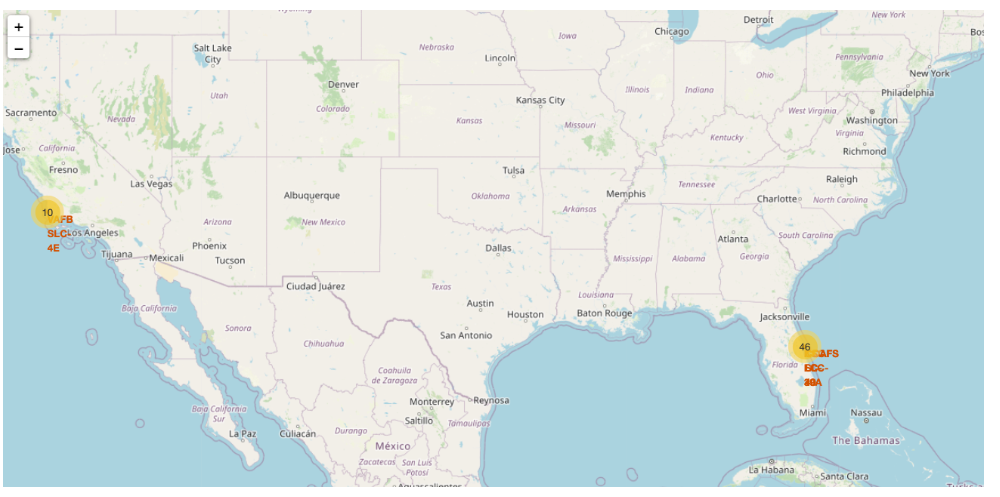 +
−
Wyoming
Iowa
Chicago
Detroit
New York
Salt Lake
City
Nebraska
Lincoln
Pennsylvania
New York
Denver
Utah
Illinois
Indiana
Ohio
Philadelphia
Sacramento
Nevada
Colorado
Kansas City
West Virginia
Washington
Kansas
Missouri
Virginia
Kentucky
Jose
California
Richmond
Fresno
Las Vegas
Tulsa
Raleigh
Albuquerque
Oklahoma
Memphis
Tennessee
Charlotte
North Carolina
10
AFB
SLC-
4E
Los Angeles
Arizona
New Mexico
Arkansas
Phoenix
Tucson
Dallas
Atlanta
South Carolina
Tijuana
Mexicali
Mississippi
Alabama
Georgia
Ciudad Juárez
Texas
Louisiana
Baja California
Austin
Houston
Baton Rouge
Jacksonville
Sonora
Chihuahua
San Antonio
46
AFS
Florida
Coahuila
de Zaragoza
Baja California
Sur
Monterrey
Reynosa
Miami
Nassau
La Paz
Culiacán
Durango
Saltillo
Tamaulipas
The Bahamas
México
Zacatecas
San Luis
Potosí
La Habana
Santa Clara
Aguascalientes